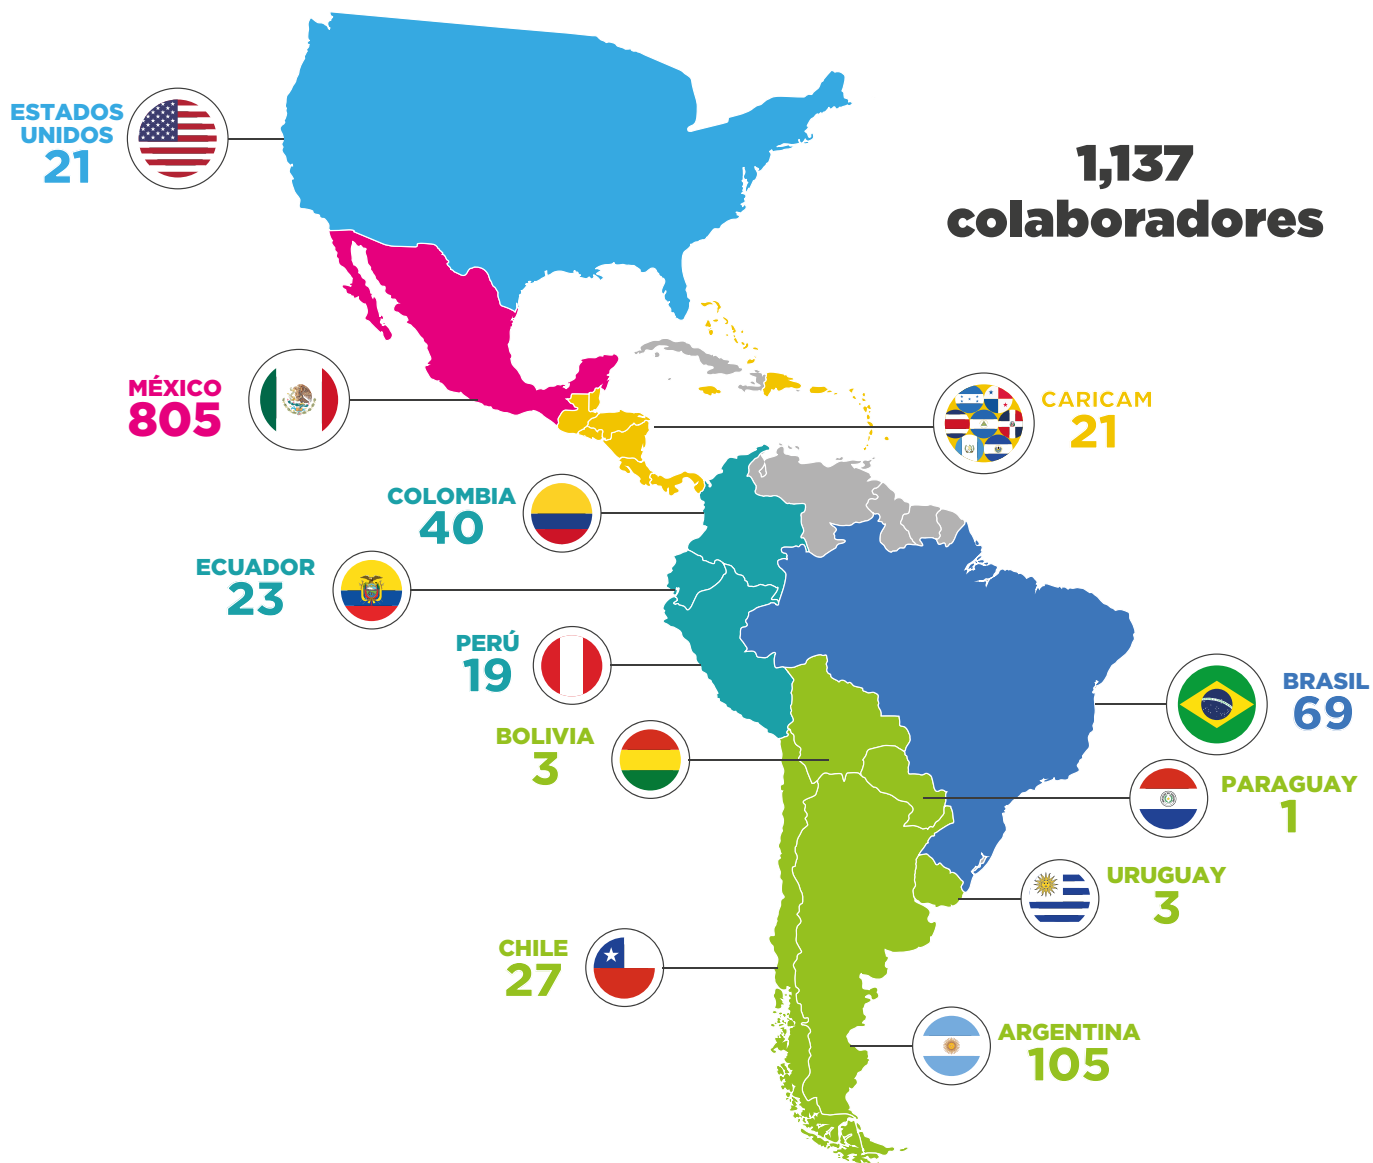 ESTADOS
UNIDOS
21
1,137
colaboradores
MÉXICO
805
CARICAM
21
COLOMBIA
40
ECUADOR
23
PERÚ
19
BRASIL
69
BOLIVIA
3
PARAGUAY
1
URUGUAY
3
CHILE
27
ARGENTINA
105